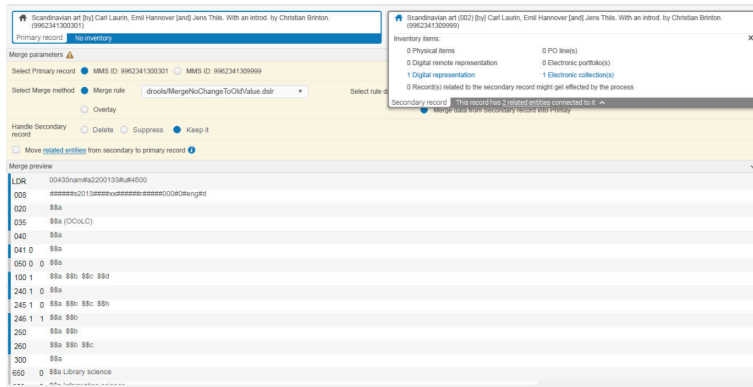 Scandinavian art [by] Carl Laurin, Emil Hannover [and] Jens Thiis. With an introd. by Christian Brinton.
(9962341300301)
Primary record No inventory
Scandinavian art (002) [by] Carl Laurin, Emil Hannover [and] Jens Thiis. With an introd. by Christian Brinton.
(9962341309999)
Inventory items: X
0 Physical items 0 PO line(s)
0 Digital remote representation 0 Electronic portfolio(s)
1 Digital representation 1 Electronic collection(s)
0 Record(s) related to the secondary record might get effected by the process
Secondary record This record has 2 related entities connected to it
Merge parameters
Select Primary record MMS ID: 9962341300301 MMS ID: 9962341309999
Select Merge method Merge rule drools/MergeNoChangeToOldValue.dslr Select rule d
Overlay Merge data from Secondary record into Primay
Handle Secondary record Delete Suppress Keep it
Move related entities from secondary to primary record
Merge preview
LDR 00433nam#a2200133#u#4500
008 ######s2013####xx######r#####000#0#eng#d
020 $$a
035 $$a (OCoLC)
040 $$a
041 0 $$a
050 0 0 $$a
100 1 $$a $$b $$c $$d
240 1 0 $$a
245 1 0 $$a $$b $$c $$h
246 1 1 $$a $$b
250 $$a $$b
260 $$a $$b $$c
300 $$a
650 0 $$a Library science